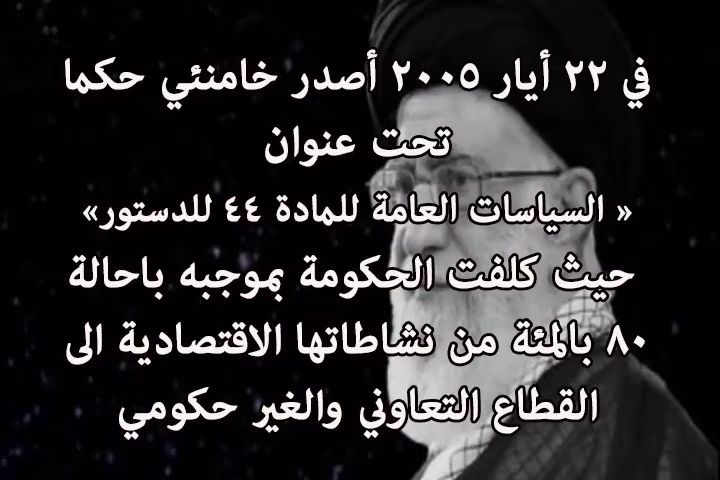 في ٢٢ أيار ٢٠٠٥ أصدر خامنئي حكما
تحت عنوان
« السياسات العامة للمادة ٤٤ للدستور»
حيث كلفت الحكومة بموجبه باحالة
٨٠ بالمئة من نشاطاتها الاقتصادية الى
القطاع التعاوني والغير حكومي